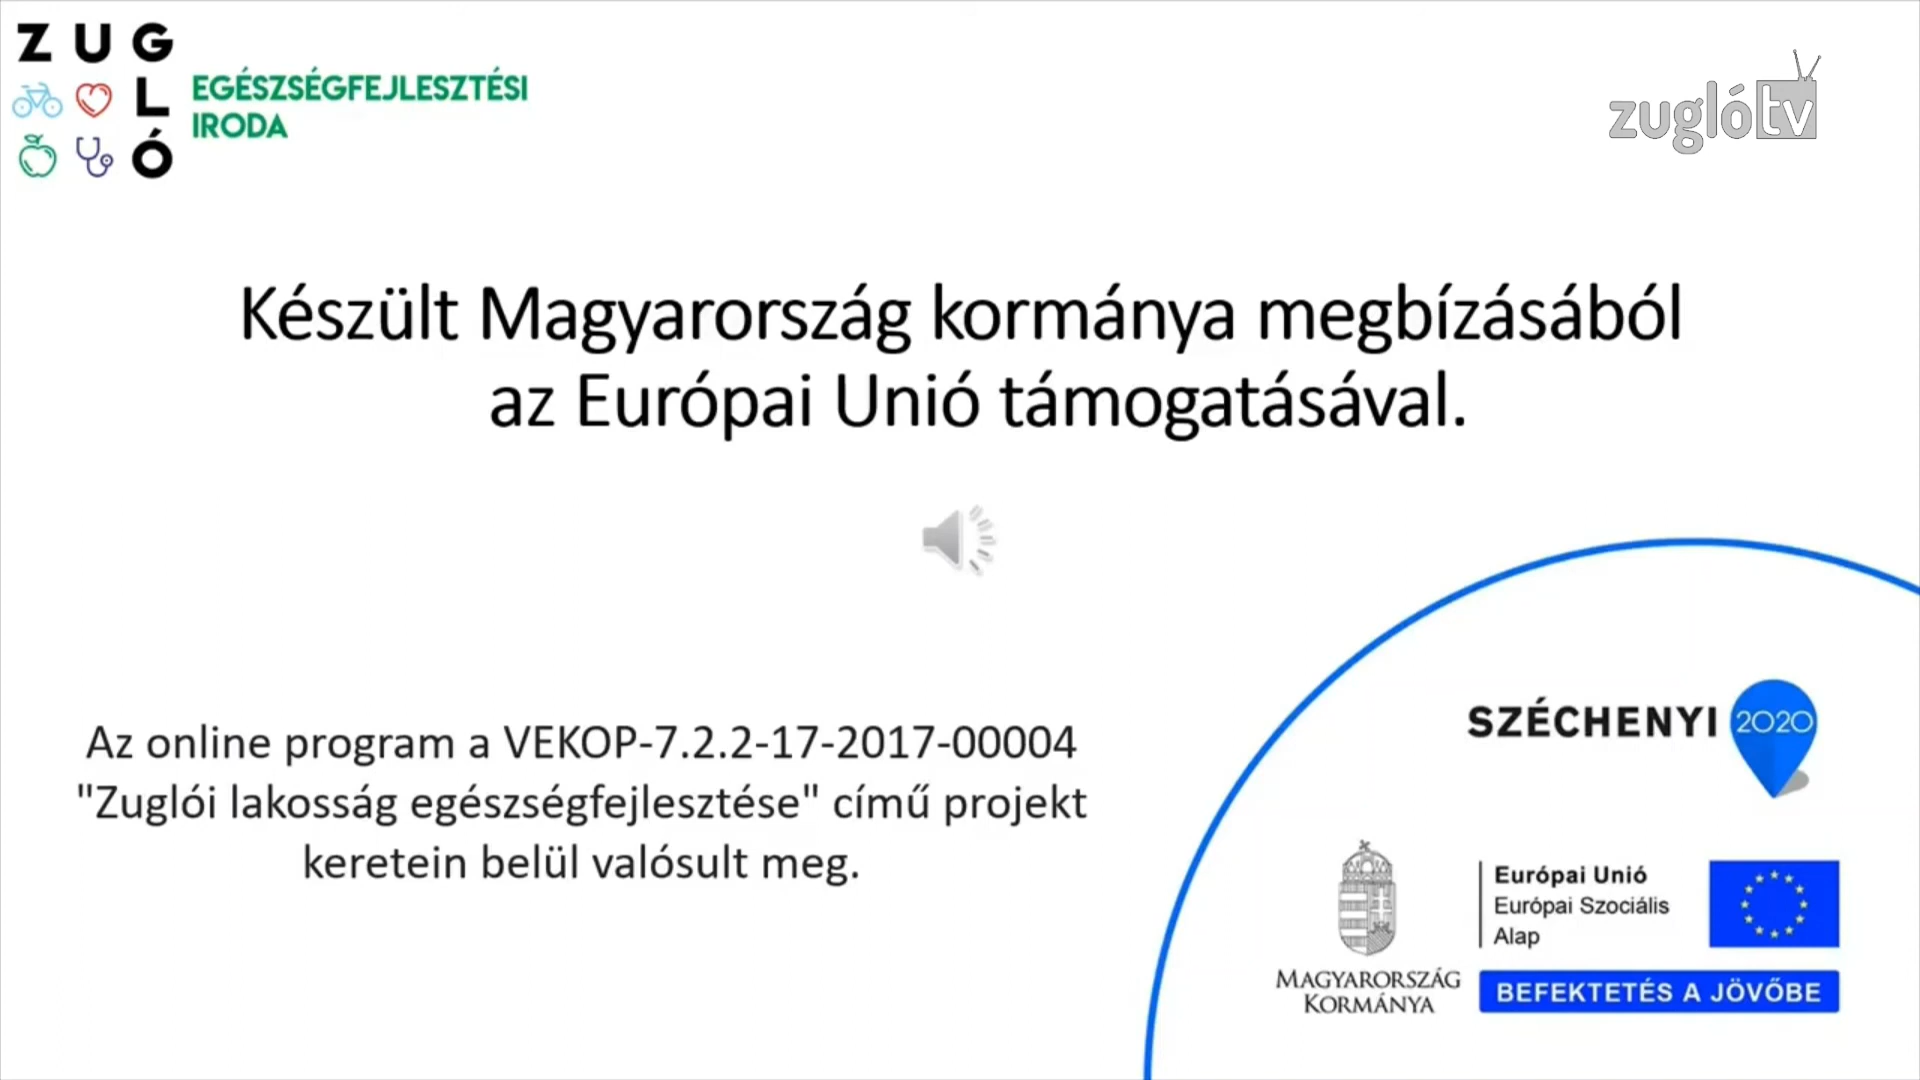 ZUGLÓ
EGÉSZSÉGFEJLESZTÉSI
IRODA
zuglótv
Készült Magyarország kormánya megbízásából
az Európai Unió támogatásával.
Az online program a VEKOP-7.2.2-17-2017-00004
"Zuglói lakosság egészségfejlesztése" című projekt
keretein belül valósult meg.
SZÉCHENYI 2020
MAGYARORSZÁG
KORMÁNYA
Európai Unió
Európai Szociális
Alap
BEFEKTETÉS A JÖVŐBE